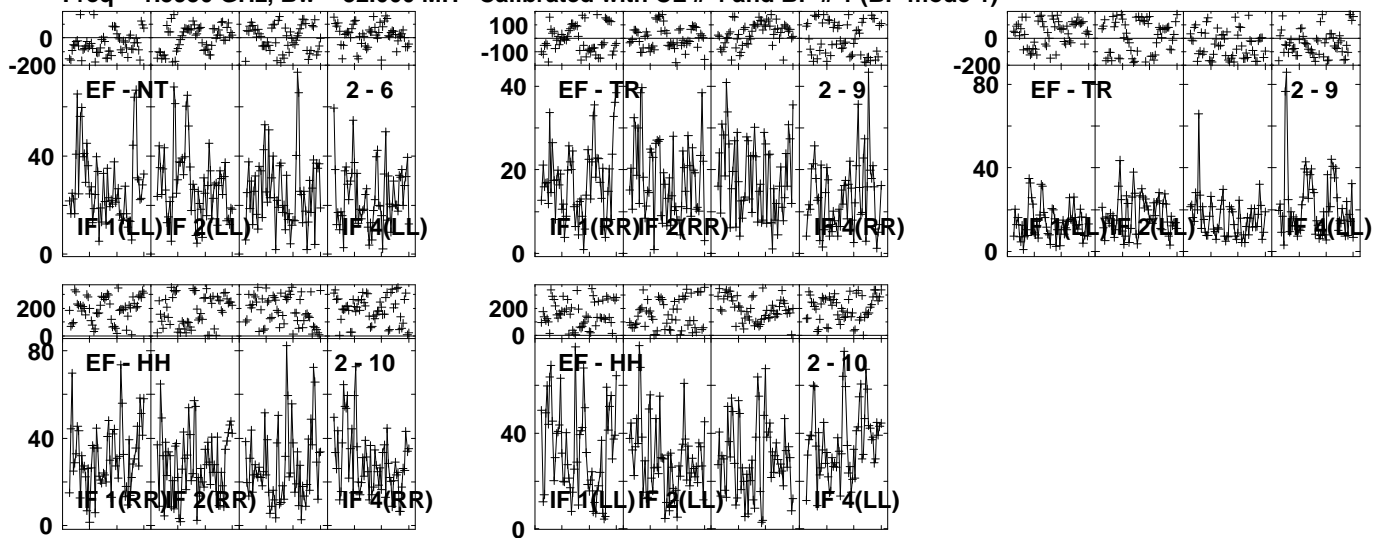 0 100 0
-200 -100 -200
EF - NT 2 - 6 EF - TR 2 - 9 EF - TR 2 - 9
40 80
40 20 40
IF 1(LL) IF 2(LL) IF 4(LL) IF 1(RR) IF 2(RR) IF 4(RR) IF 1(LL) IF 2(LL) IF 4(LL)
0 0 0
200 200
0 0
80
EF - HH 2 - 10 EF - HH 2 - 10
40 40
IF 1(RR) IF 2(RR) IF 4(RR) IF 1(LL) IF 2(LL) IF 4(LL)
0 0